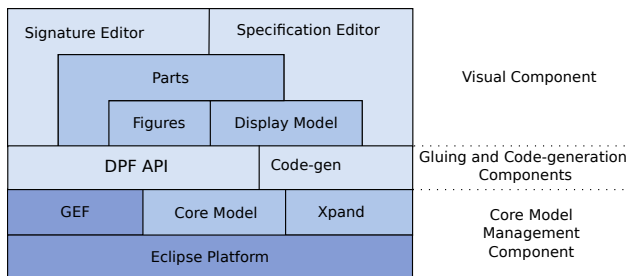 Signature Editor
Specification Editor
Parts
Figures
Display Model
Visual Component
DPF API
Code-gen
Gluing and Code-generation
Components
GEF
Core Model
Xpand
Core Model
Management
Component
Eclipse Platform